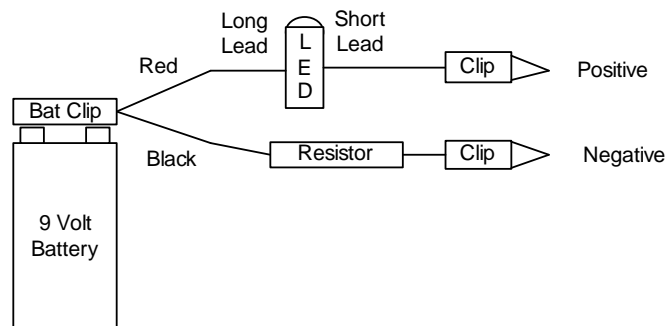 Long
Lead
Short
Lead
L
E
D
Red
Clip
Positive
Bat Clip
Black
Resistor
Clip
Negative
9 Volt
Battery